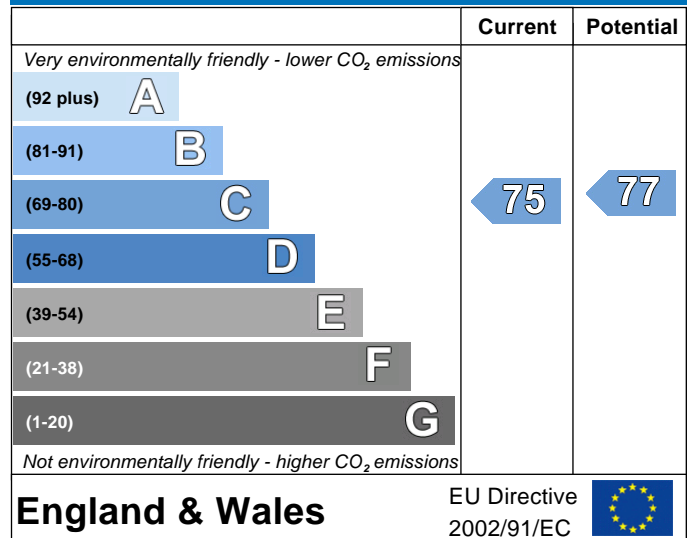 Current Potential
Very environmentally friendly - lower CO₂ emissions
(92 plus) A
(81-91) B
(69-80) C 75 77
(55-68) D
(39-54) E
(21-38) F
(1-20) G
Not environmentally friendly - higher CO₂ emissions
England & Wales
EU Directive
2002/91/EC